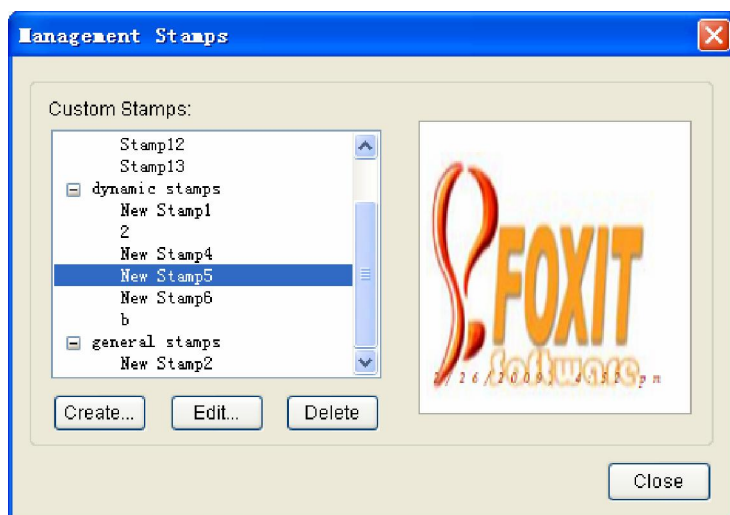 Management Stamps
Custom Stamps:
Stamp12
Stamp13
dynamic stamps
New Stamp1
2
New Stamp4
New Stamp5
New Stamp6
b
general stamps
New Stamp2
Create...
Edit...
Delete
FOXIT
Software
Close